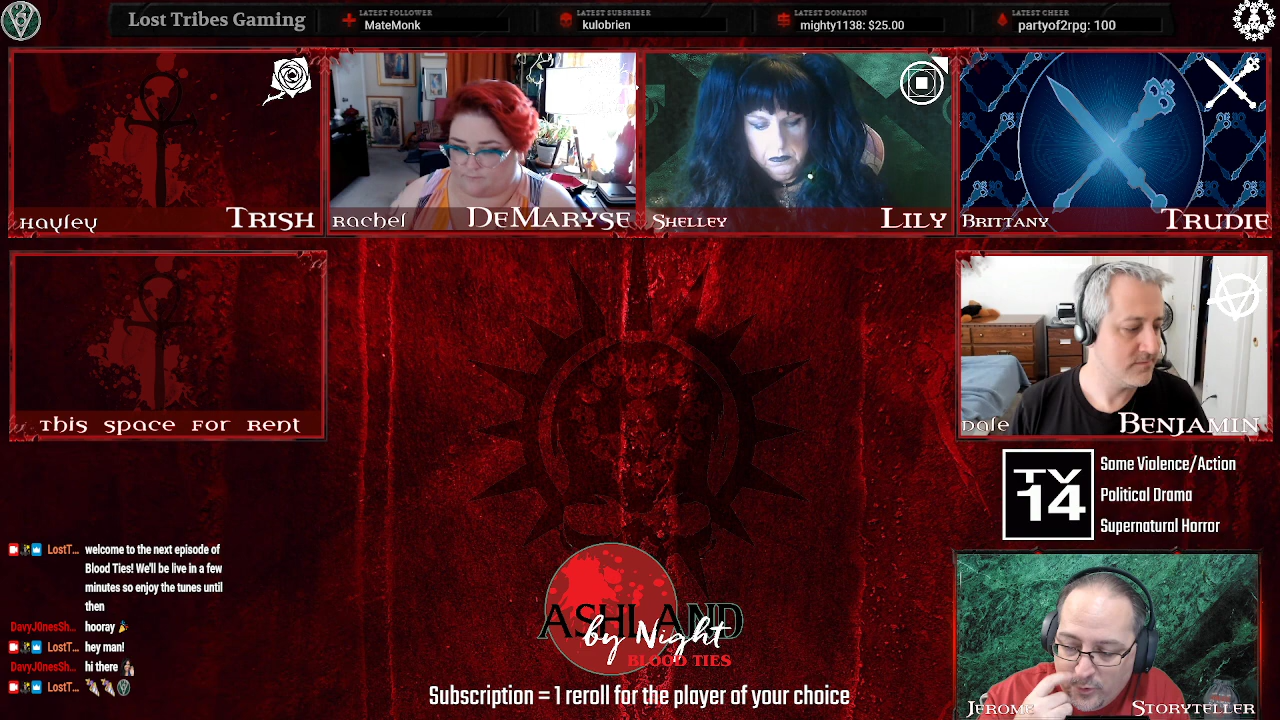 Lost Tribes Gaming
LATEST FOLLOWER
MateMonk
LATEST SUBSRIBER
kulobrien
LATEST DONATION
mighty1138: $25.00
LATEST CHEER
partyof2rpg: 100
Hayley TRISH
Rachel DeMaryse
Shelley Lily
Brittany Trudie
This space for rent
Dale Benjamin
TV
14
Some Violence/Action
Political Drama
Supernatural Horror
LostT... welcome to the next episode of
Blood Ties! We'll be live in a few
minutes so enjoy the tunes until
then
DavyJ0nesSh... hooray
LostT... hey man!
DavyJ0nesSh... hi there
LostT...
ASHLAND
by Night
BLOOD TIES
Subscription = 1 reroll for the player of your choice
Jerome Storyteller